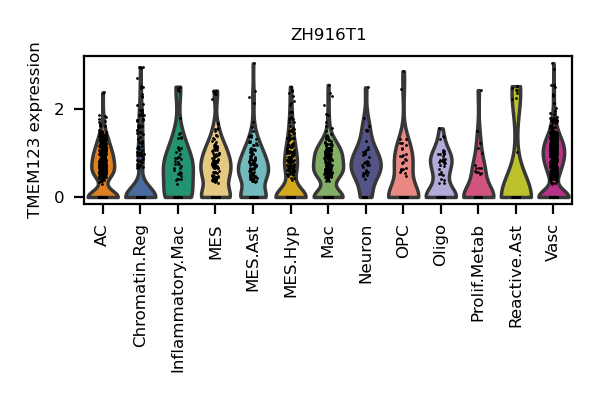 ZH916T1
TMEM123 expression
2
0
AC
Chromatin.Reg
Inflammatory.Mac
MES
MES.Ast
MES.Hyp
Mac
Neuron
OPC
Oligo
Prolif.Metab
Reactive.Ast
Vasc